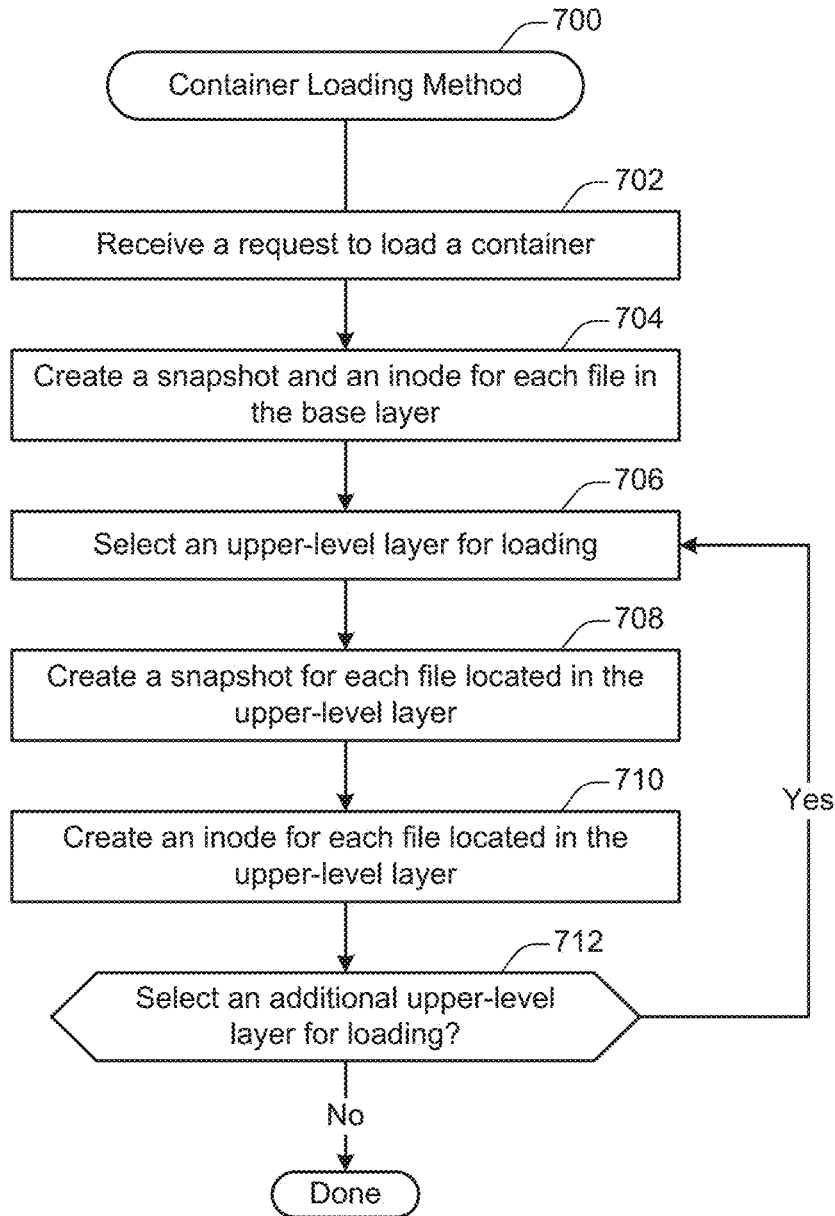 700
Container Loading Method
702
Receive a request to load a container
704
Create a snapshot and an inode for each file in
the base layer
706
Select an upper-level layer for loading
708
Create a snapshot for each file located in the
upper-level layer
710
Create an inode for each file located in the
upper-level layer
Yes
712
Select an additional upper-level
layer for loading?
No
Done